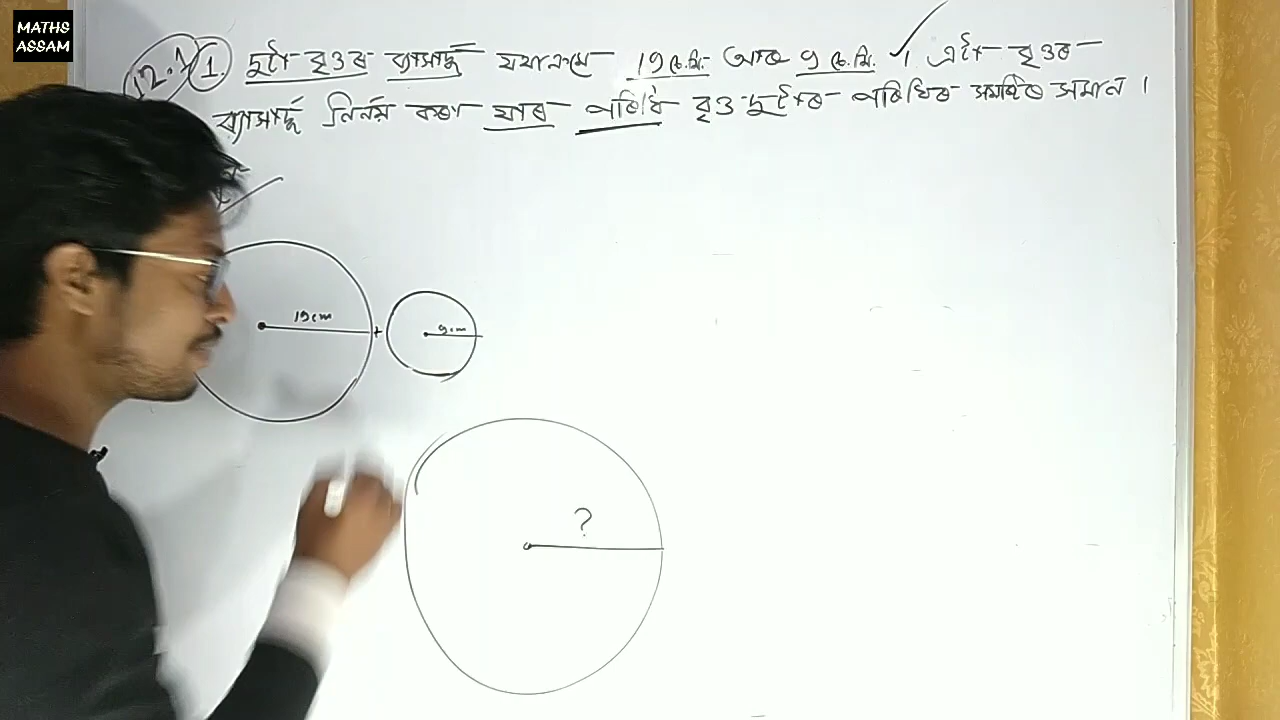 MATHS
ASSAM
12.1
1. দুটা বৃত্তৰ ব্যাসাৰ্দ্ধ যথাক্ৰমে 19 চে.মি. আৰু 9 চে.মি. । এটা বৃত্তৰ
ব্যাসাৰ্দ্ধ নিৰ্ণয় কৰা যাৰ পৰিধি বৃত্ত দুটাৰ পৰিধিৰ সমষ্টিৰ সমান ।
19cm + 9cm
?